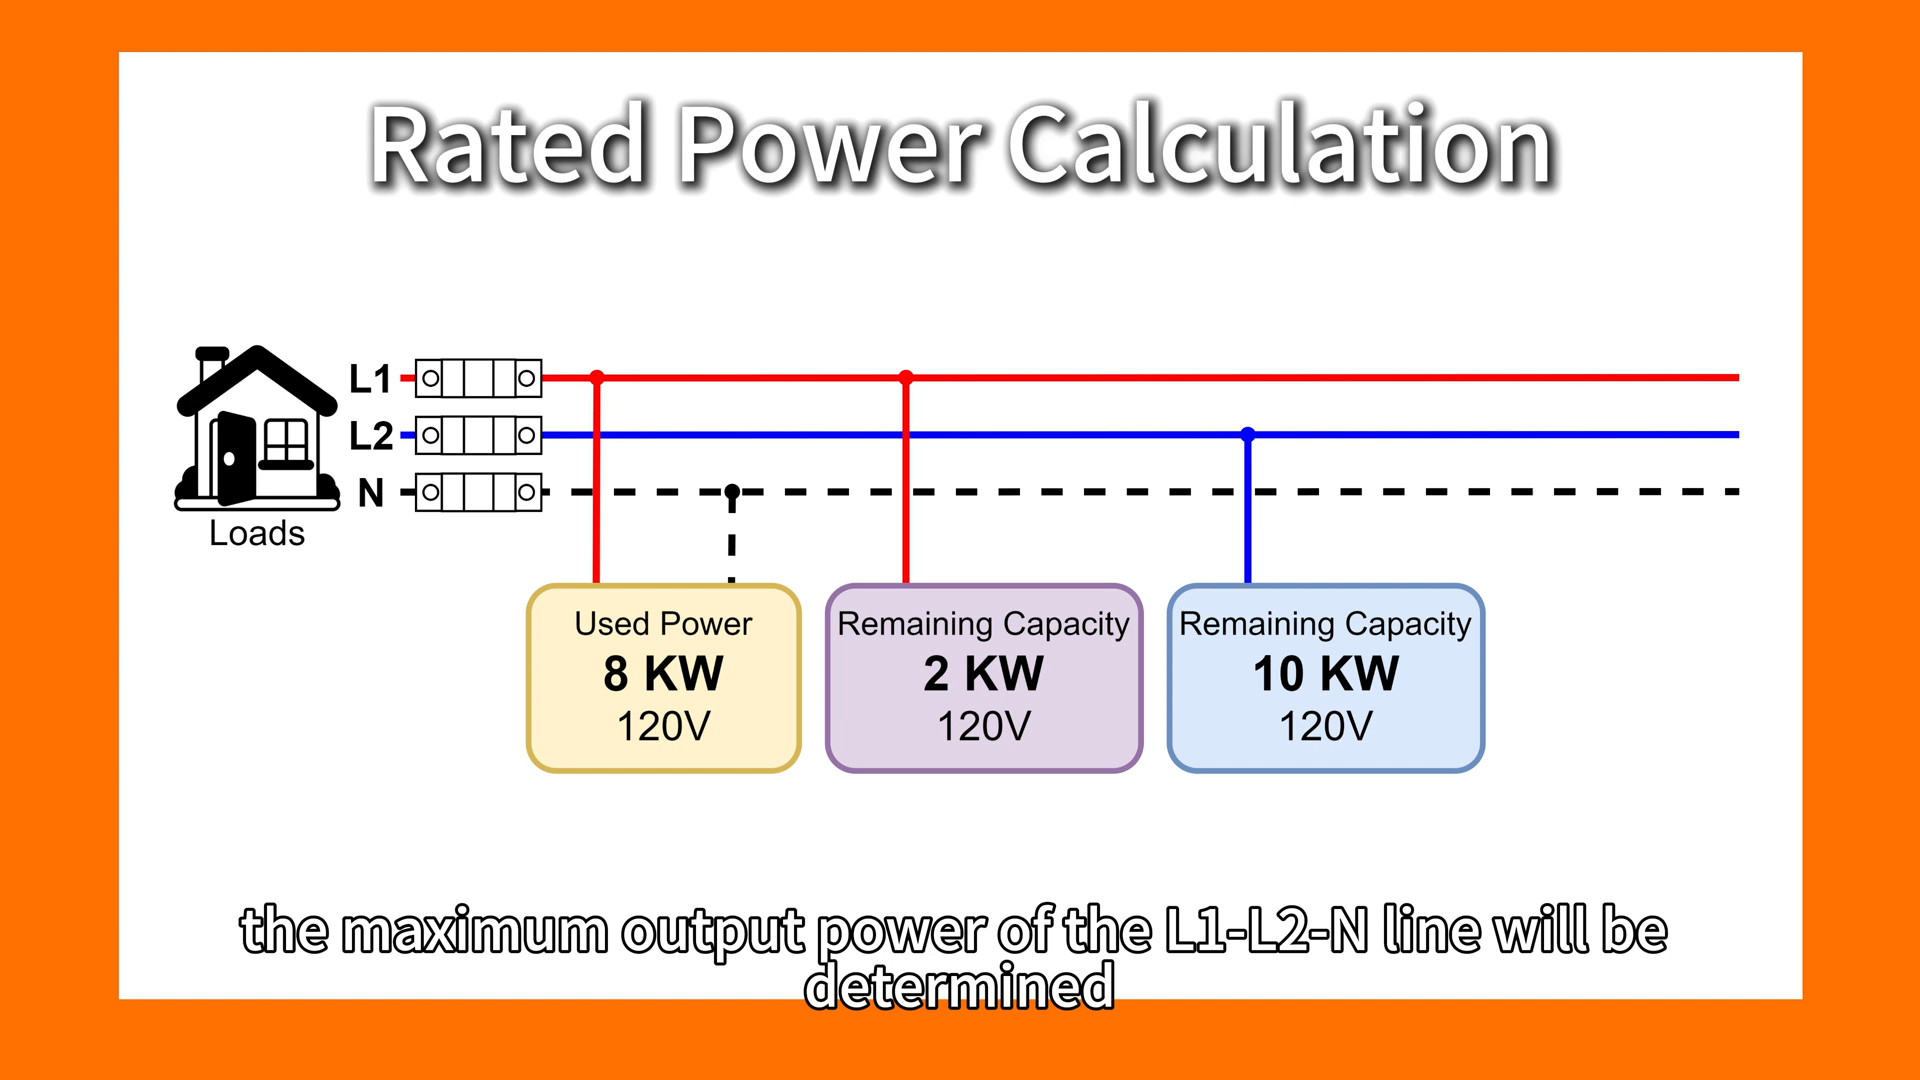 Rated Power Calculation
L1
L2
N
Loads
Used Power
8 KW
120V
Remaining Capacity
2 KW
120V
Remaining Capacity
10 KW
120V
the maximum output power of the L1-L2-N line will be
determined